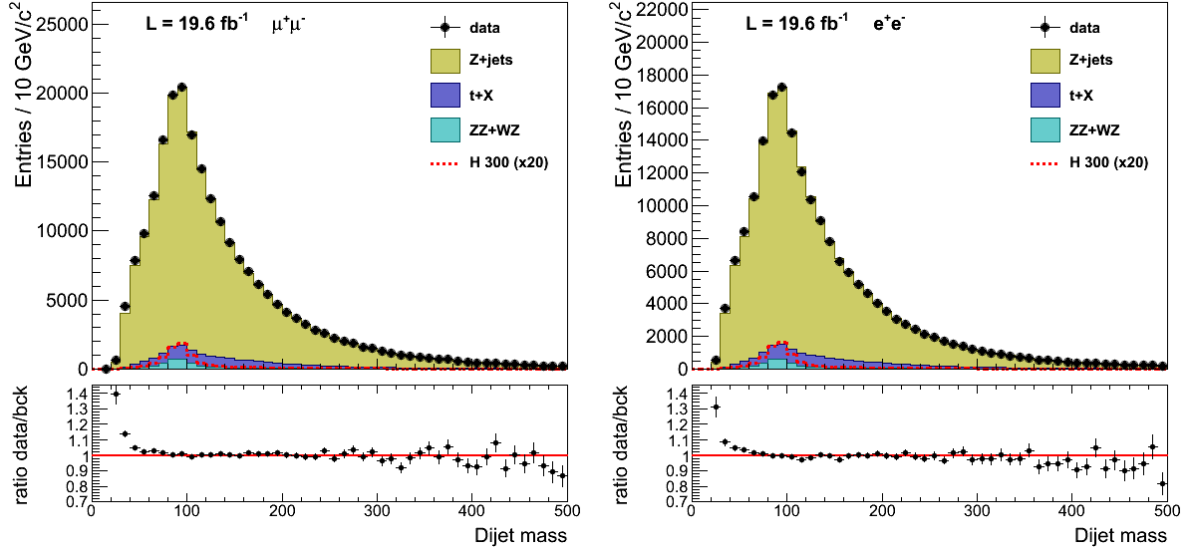 L = 19.6 fb⁻¹ μ⁺μ⁻
data
Z+jets
t+X
ZZ+WZ
H 300 (x20)
Entries / 10 GeV/c²
20000
15000
10000
5000
0
ratio data/bck
1.4
1.3
1.2
1.1
1
0.9
0.8
0.7
0 100 200 300 400 500
Dijet mass
L = 19.6 fb⁻¹ e⁺e⁻
data
Z+jets
t+X
ZZ+WZ
H 300 (x20)
Entries / 10 GeV/c²
22000
20000
18000
16000
14000
12000
10000
8000
6000
4000
2000
0
ratio data/bck
1.4
1.3
1.2
1.1
1
0.9
0.8
0.7
0 100 200 300 400 500
Dijet mass